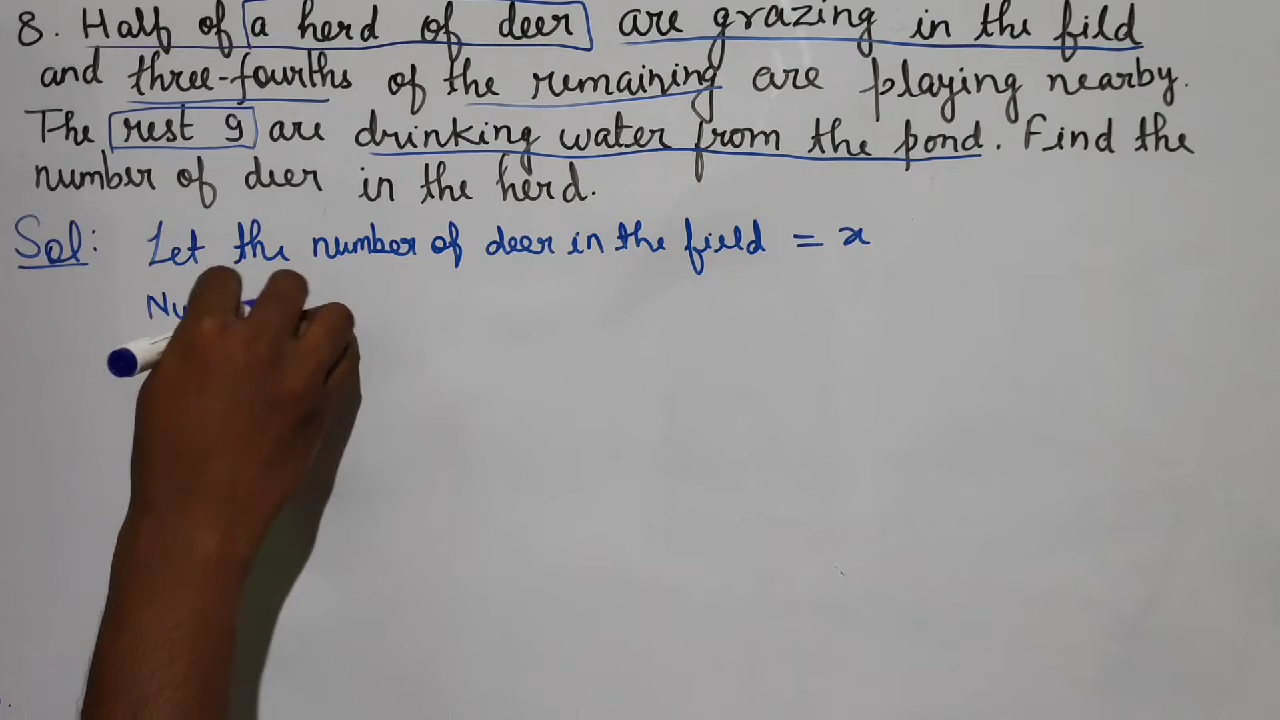 8. Half of a herd of deer are grazing in the fild
and three-fourths of the remaining are playing nearby.
The rest 9 are drinking water from the pond. Find the
number of deer in the herd.
Sol: Let the number of deer in the field = x